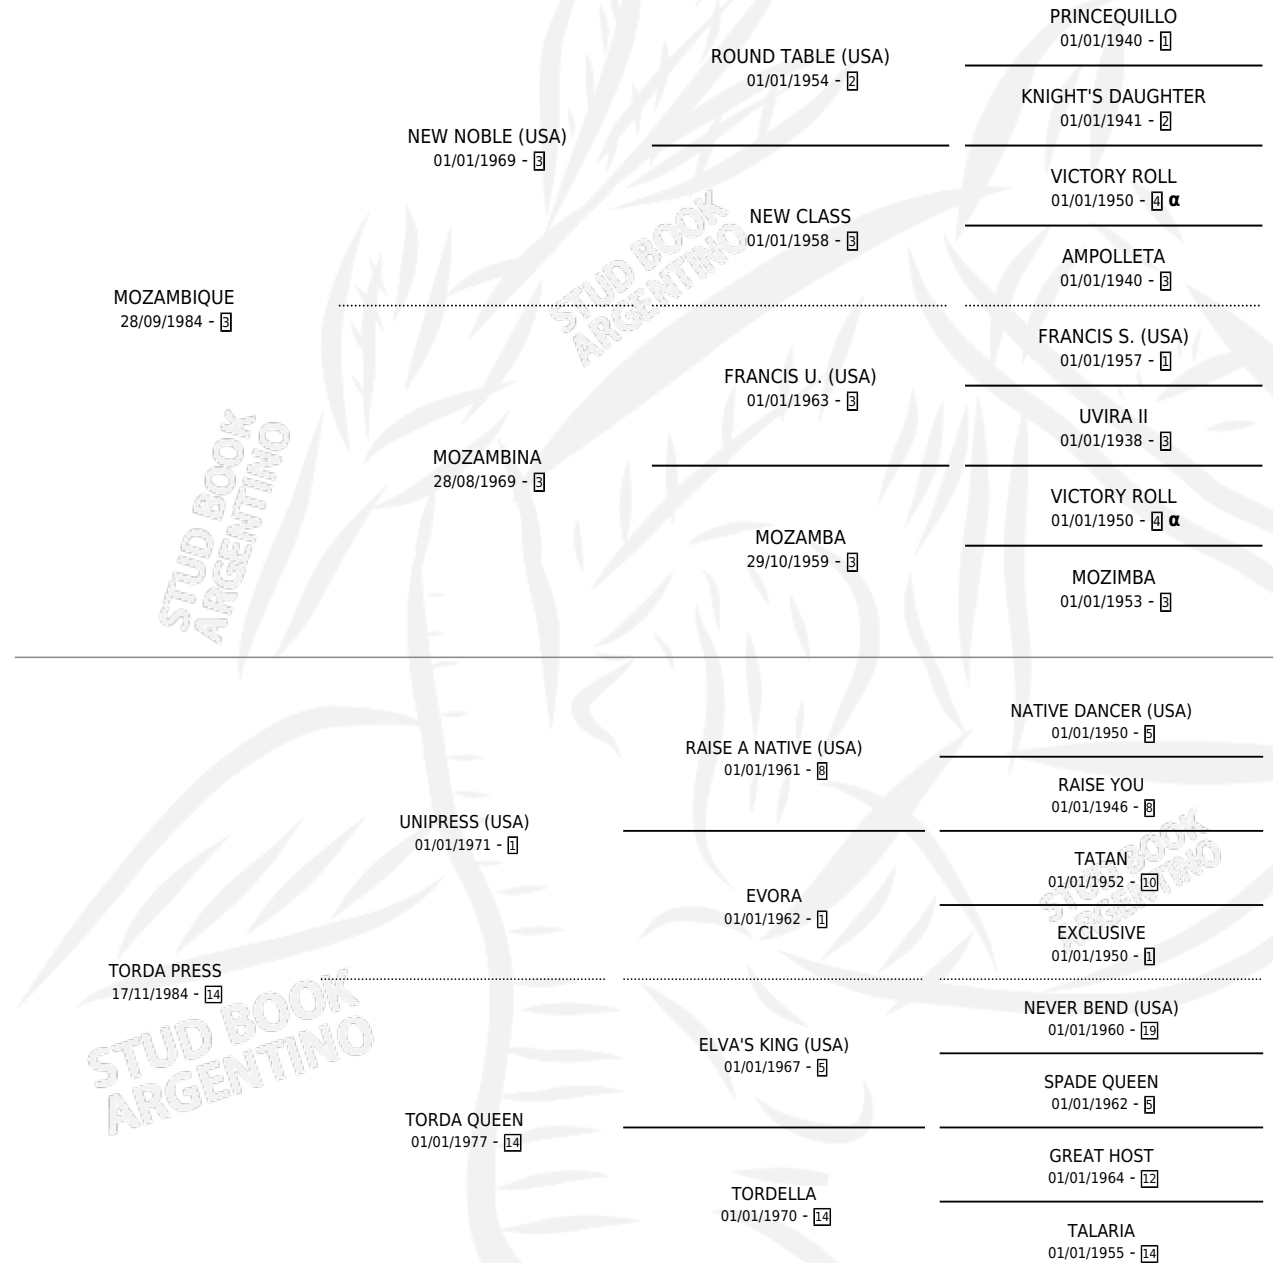 PRINCEQUILLO
01/01/1940 - 1
ROUND TABLE (USA)
01/01/1954 - 2
KNIGHT'S DAUGHTER
01/01/1941 - 2
NEW NOBLE (USA)
01/01/1969 - 3
VICTORY ROLL
01/01/1950 - 4 α
NEW CLASS
01/01/1958 - 3
AMPOLLETA
01/01/1940 - 3
MOZAMBIQUE
28/09/1984 - 3
FRANCIS S. (USA)
01/01/1957 - 1
FRANCIS U. (USA)
01/01/1963 - 3
UVIRA II
01/01/1938 - 3
MOZAMBINA
28/08/1969 - 3
VICTORY ROLL
01/01/1950 - 4 α
MOZAMBA
29/10/1959 - 3
MOZIMBA
01/01/1953 - 3
STUD BOOK
ARGENTINO
STUD BOOK
ARGENTINO
NATIVE DANCER (USA)
01/01/1950 - 5
RAISE A NATIVE (USA)
01/01/1961 - 8
RAISE YOU
01/01/1946 - 8
UNIPRESS (USA)
01/01/1971 - 1
TATAN
01/01/1952 - 10
EVORA
01/01/1962 - 1
EXCLUSIVE
01/01/1950 - 1
TORDA PRESS
17/11/1984 - 14
NEVER BEND (USA)
01/01/1960 - 19
ELVA'S KING (USA)
01/01/1967 - 5
SPADE QUEEN
01/01/1962 - 5
TORDA QUEEN
01/01/1977 - 14
GREAT HOST
01/01/1964 - 12
TORDELLA
01/01/1970 - 14
TALARIA
01/01/1955 - 14
STUD BOOK
ARGENTINO
STUD BOOK
ARGENTINO